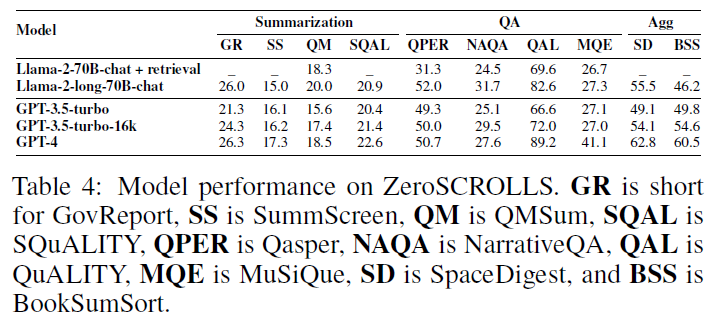 Model Summarization QA Agg
GR SS QM SQAL QPER NAQA QAL MQE SD BSS
Llama-2-70B-chat + retrieval _ _ 18.3 _ 31.3 24.5 69.6 26.7 _ _
Llama-2-long-70B-chat 26.0 15.0 20.0 20.9 52.0 31.7 82.6 27.3 55.5 46.2
GPT-3.5-turbo 21.3 16.1 15.6 20.4 49.3 25.1 66.6 27.1 49.1 49.8
GPT-3.5-turbo-16k 24.3 16.2 17.4 21.4 50.0 29.5 72.0 27.0 54.1 54.6
GPT-4 26.3 17.3 18.5 22.6 50.7 27.6 89.2 41.1 62.8 60.5
Table 4: Model performance on ZeroSCROLLS. GR is short
for GovReport, SS is SummScreen, QM is QMSum, SQAL is
SQuALITY, QPER is Qasper, NAQA is NarrativeQA, QAL is
QuALITY, MQE is MuSiQue, SD is SpaceDigest, and BSS is
BookSumSort.